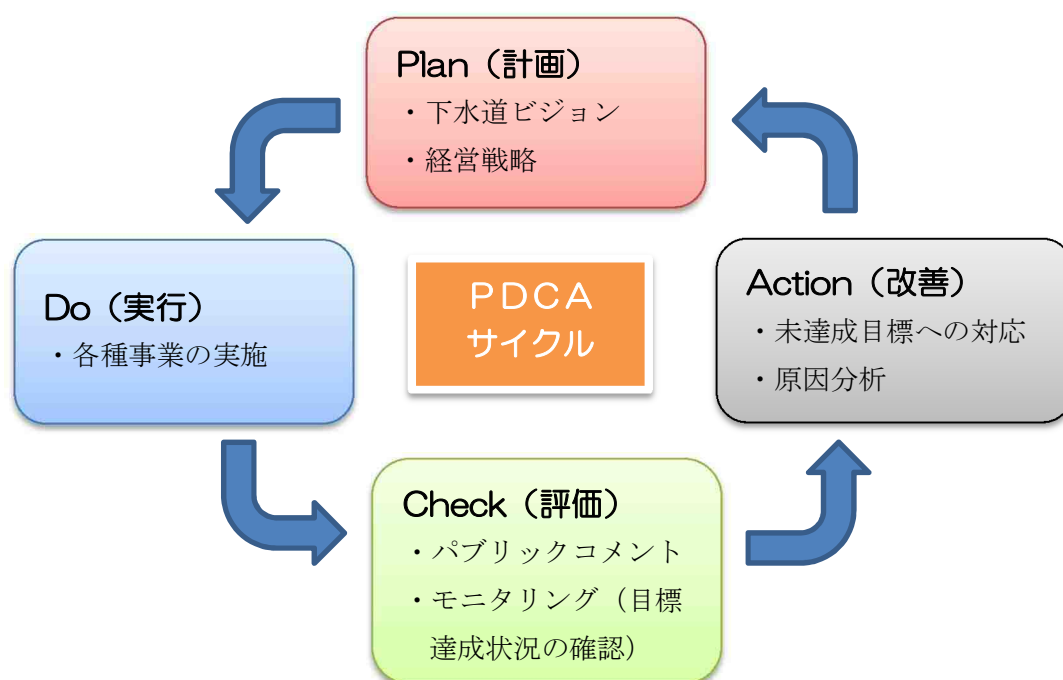 Plan（計画）
・下水道ビジョン
・経営戦略
Do（実行）
・各種事業の実施
PDCA
サイクル
Action（改善）
・未達成目標への対応
・原因分析
Check（評価）
・パブリックコメント
・モニタリング（目標
達成状況の確認）